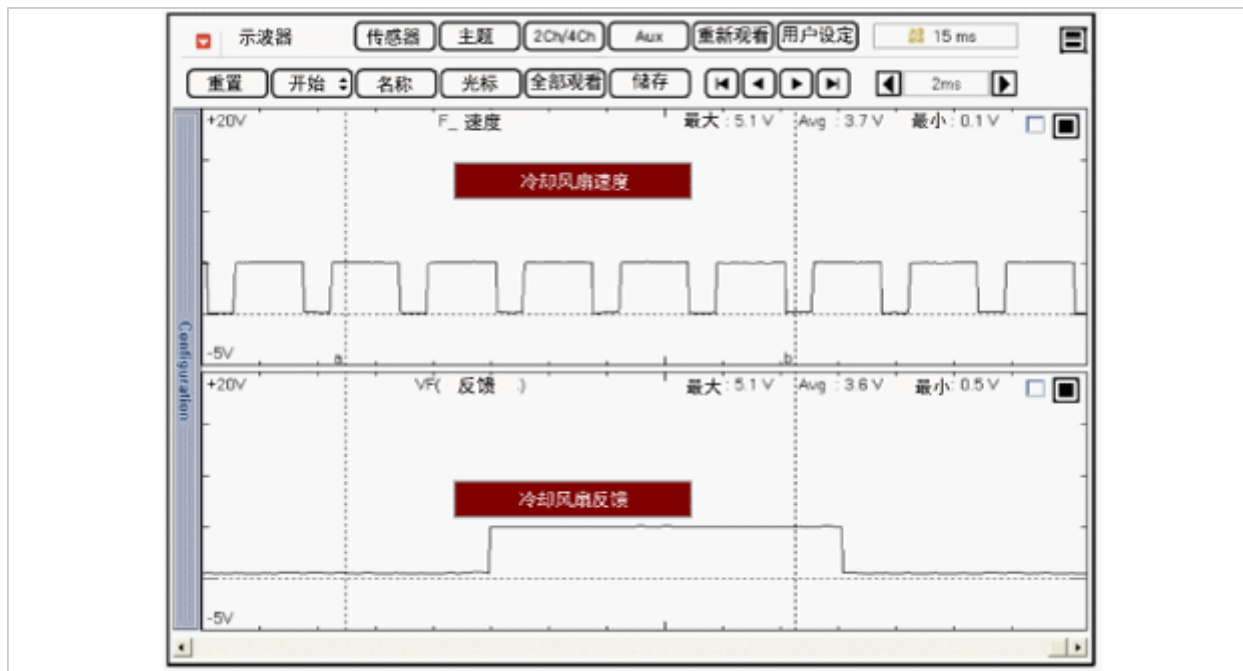 示波器 传感器 主题 2Ch/4Ch Aux 重新观看 用户设定 15 ms
重置 开始 名称 光标 全部观看 储存 2ms
+20V F_ 速度 最大 : 5.1 V Avg : 3.7 V 最小 : 0.1 V
冷却风扇速度
-5V a b
Configuration
+20V VF( 反馈 .) 最大 : 5.1 V Avg : 3.6 V 最小 : 0.5 V
冷却风扇反馈
-5V